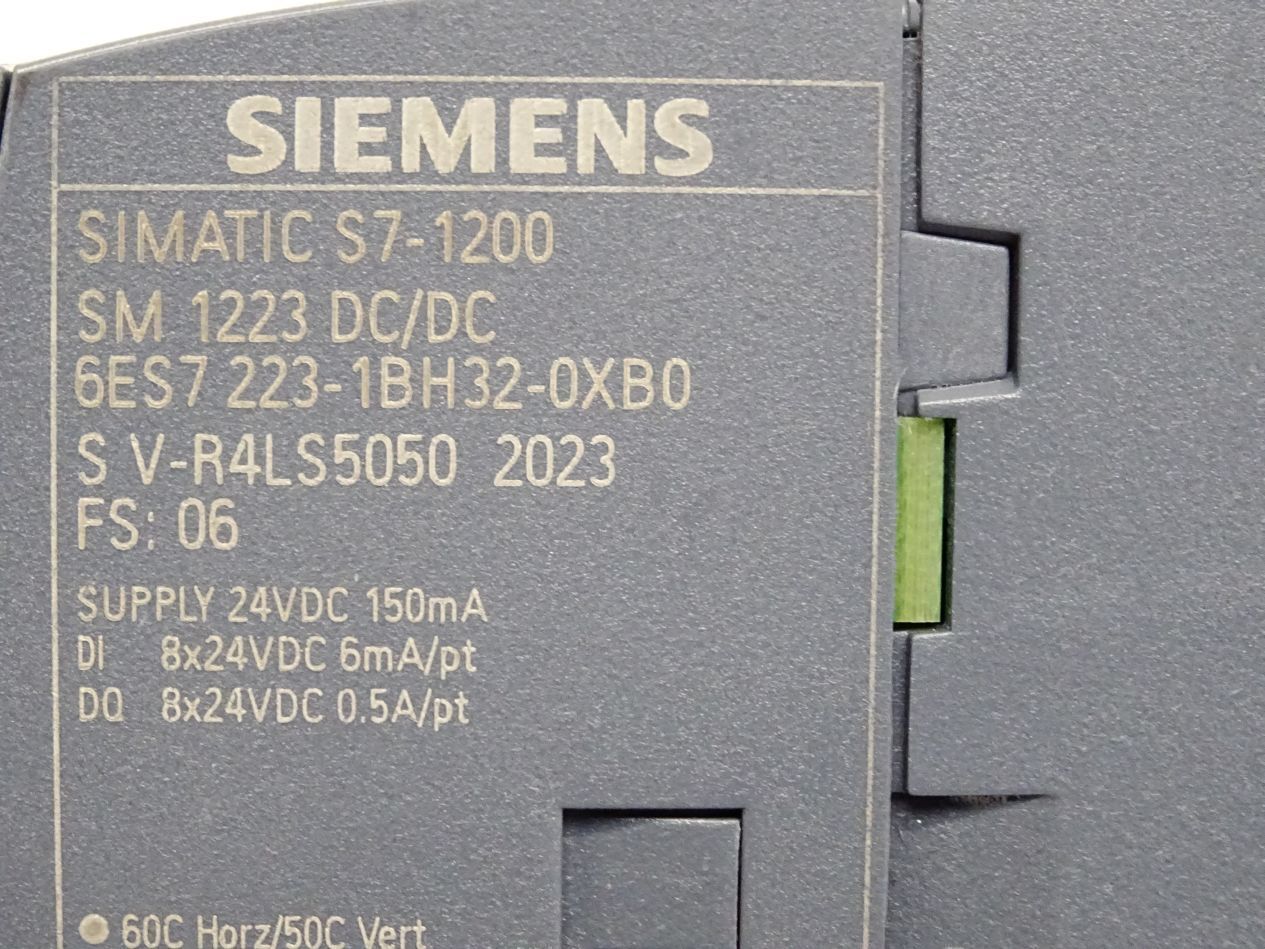 SIEMENS
SIMATIC S7-1200
SM 1223 DC/DC
6ES7 223-1BH32-0XB0
S V-R4LS5050 2023
FS: 06
SUPPLY 24VDC 150mA
DI 8x24VDC 6mA/pt
DQ 8x24VDC 0.5A/pt
60C Horz/50C Vert